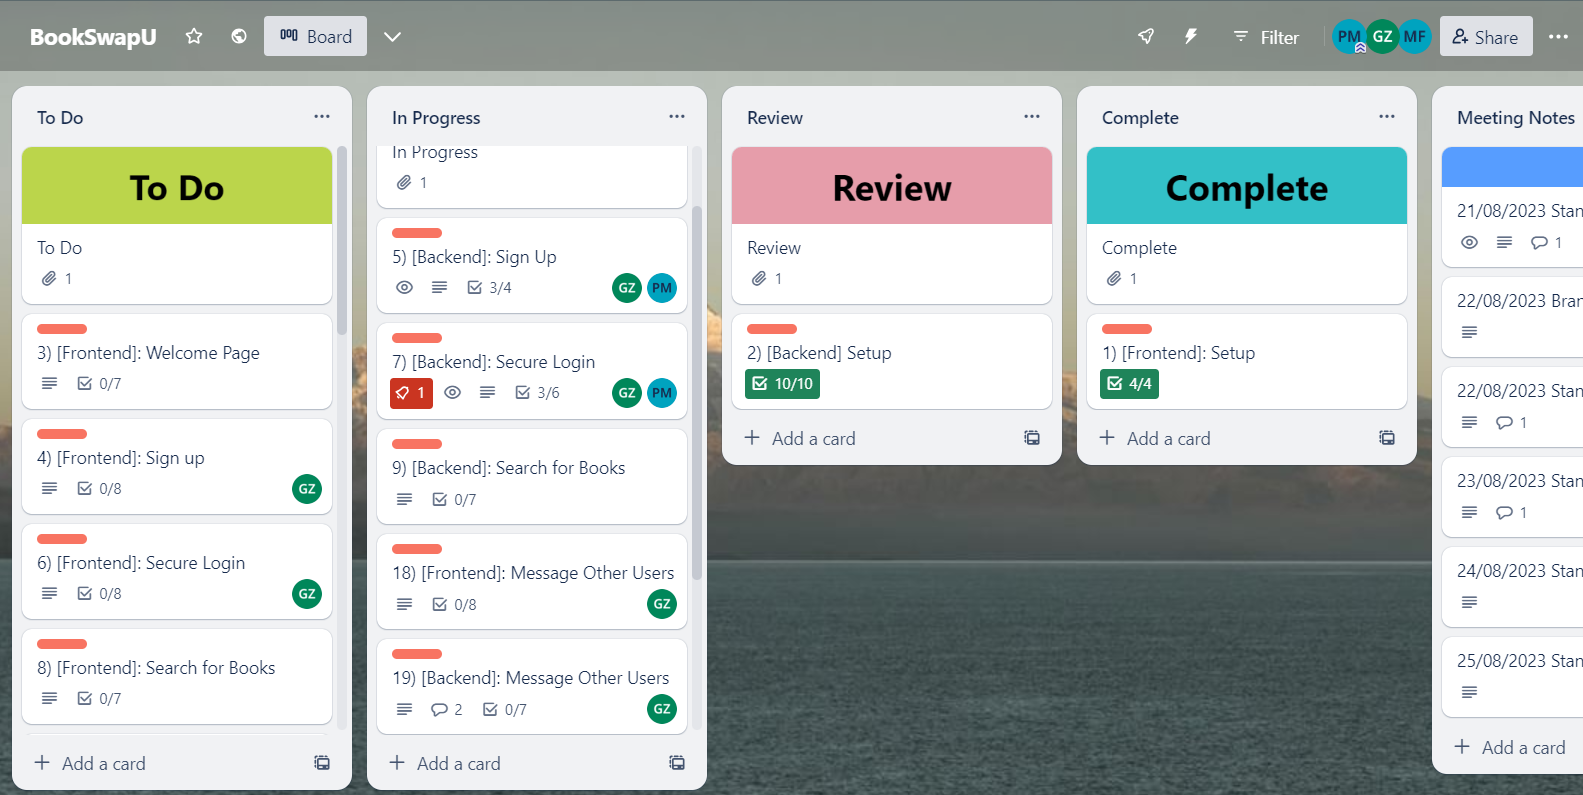 BookSwapU
Board
Filter
PM
GZ
MF
Share
To Do
To Do
To Do
1
3) [Frontend]: Welcome Page
0/7
4) [Frontend]: Sign up
0/8
GZ
6) [Frontend]: Secure Login
0/8
GZ
8) [Frontend]: Search for Books
0/7
Add a card
In Progress
In Progress
1
5) [Backend]: Sign Up
3/4
GZ
PM
7) [Backend]: Secure Login
1
3/6
GZ
PM
9) [Backend]: Search for Books
0/7
18) [Frontend]: Message Other Users
0/8
GZ
19) [Backend]: Message Other Users
2
0/7
GZ
Add a card
Review
Review
Review
1
2) [Backend] Setup
10/10
Add a card
Complete
Complete
Complete
1
1) [Frontend]: Setup
4/4
Add a card
Meeting Notes
21/08/2023 Stan
1
22/08/2023 Bran
22/08/2023 Stan
1
23/08/2023 Stan
1
24/08/2023 Stan
25/08/2023 Stan
Add a card